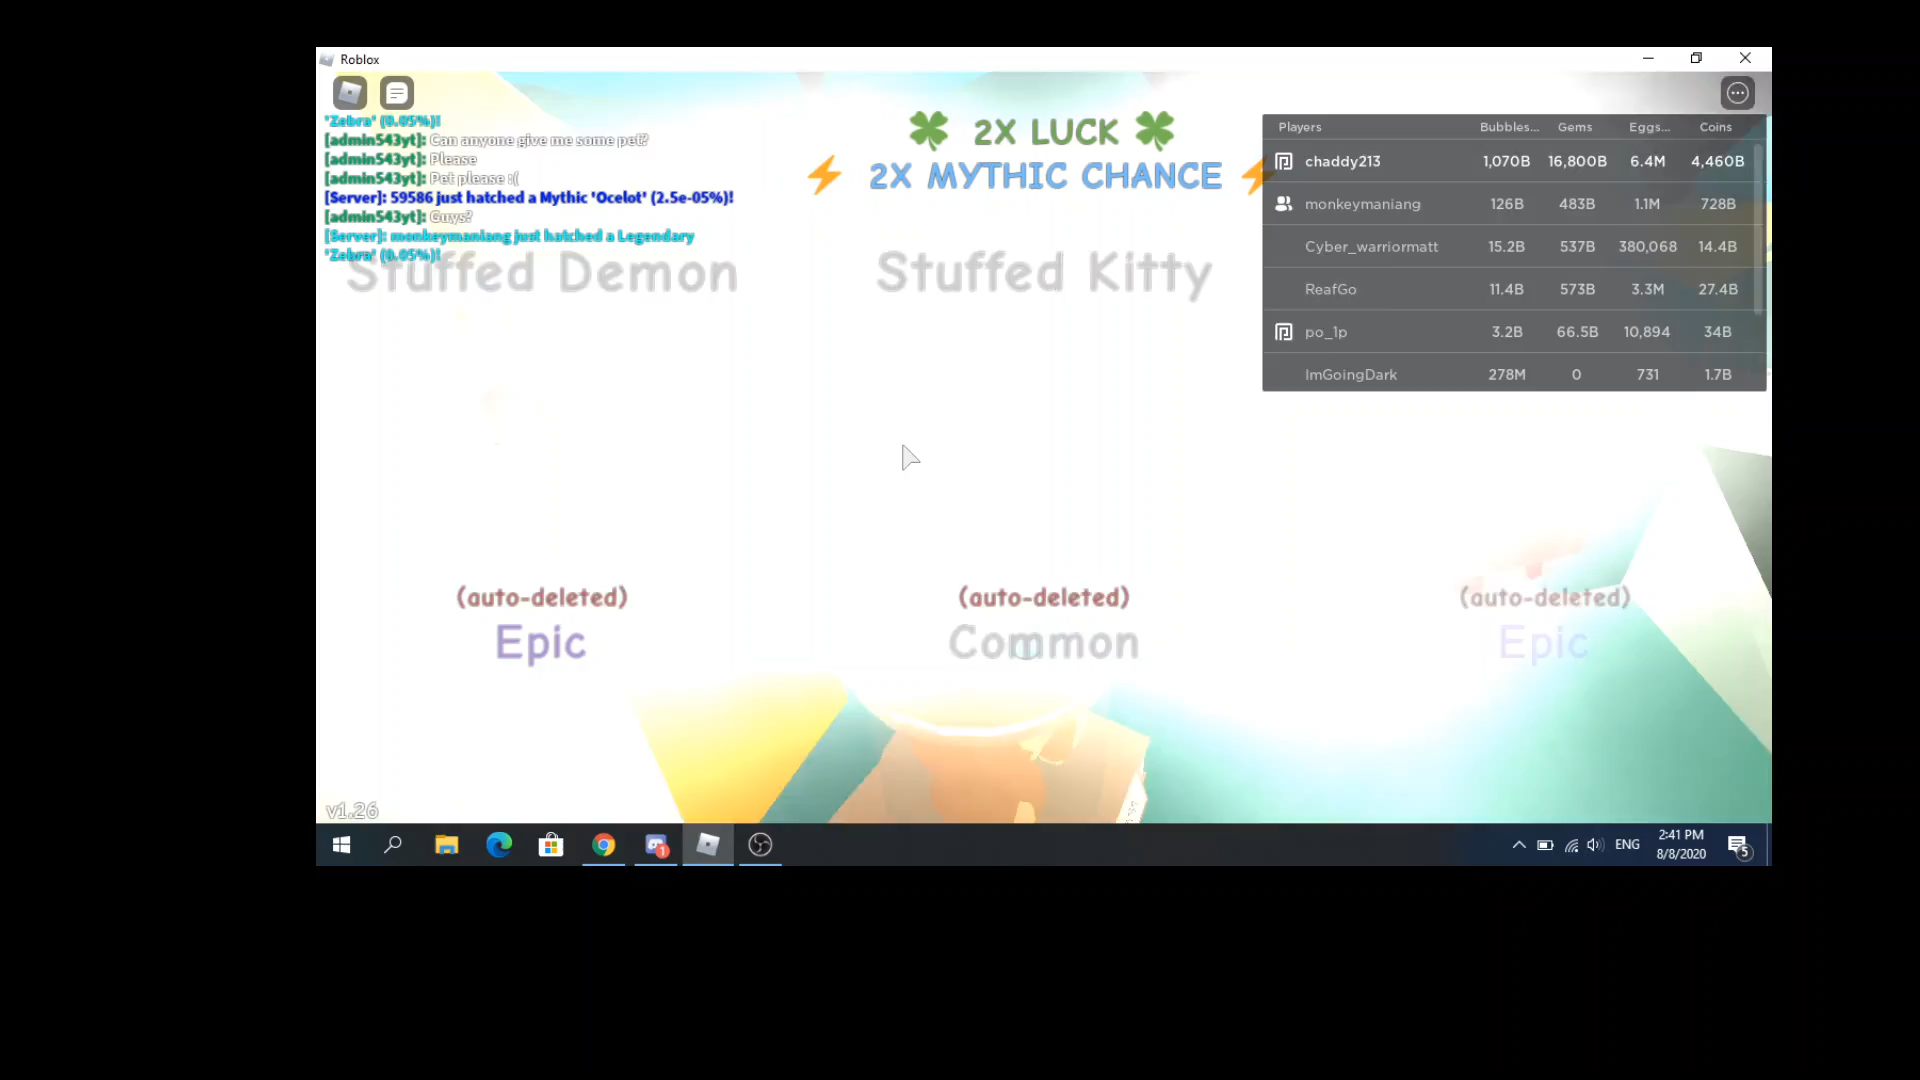 Roblox
'Zebra' (0.05%)!
[admin543yt]: Can anyone give me some pet?
[admin543yt]: Please
[admin543yt]: Pet please :(
[Server]: 59586 just hatched a Mythic 'Ocelot' (2.5e-05%)!
[admin543yt]: Guys?
[Server]: monkeymaniang just hatched a Legendary
'Zebra' (0.05%)!
2X LUCK
2X MYTHIC CHANCE
Players Bubbles... Gems Eggs... Coins
chaddy213 1,070B 16,800B 6.4M 4,460B
monkeymaniang 126B 483B 1.1M 728B
Cyber_warriormatt 15.2B 537B 380,068 14.4B
ReafGo 11.4B 573B 3.3M 27.4B
po_1p 3.2B 66.5B 10,894 34B
ImGoingDark 278M 0 731 1.7B
Stuffed Demon
Stuffed Kitty
(auto-deleted)
Epic
(auto-deleted)
Common
(auto-deleted)
Epic
v1.26
1
ENG
2:41 PM
8/8/2020
5